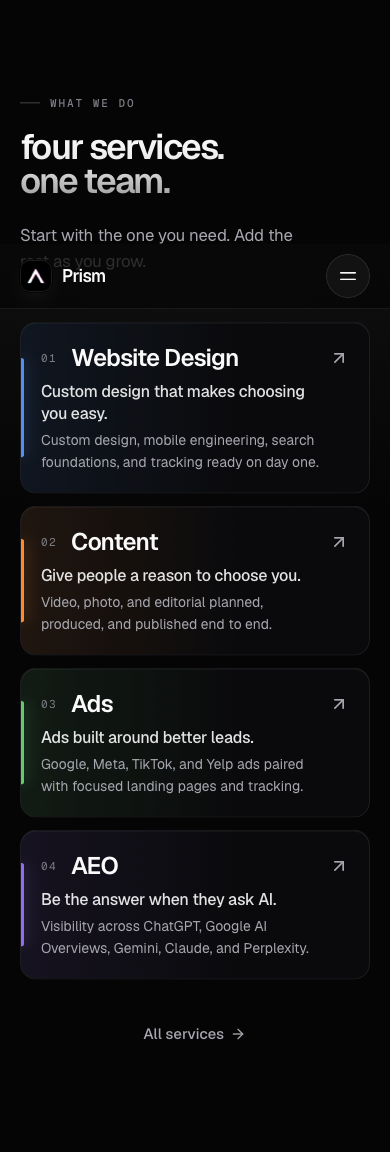 WHAT WE DO
four services.
one team.
Start with the one you need. Add the
rest as you grow.
Prism
01 Website Design
Custom design that makes choosing
you easy.
Custom design, mobile engineering, search
foundations, and tracking ready on day one.
02 Content
Give people a reason to choose you.
Video, photo, and editorial planned,
produced, and published end to end.
03 Ads
Ads built around better leads.
Google, Meta, TikTok, and Yelp ads paired
with focused landing pages and tracking.
04 AEO
Be the answer when they ask AI.
Visibility across ChatGPT, Google AI
Overviews, Gemini, Claude, and Perplexity.
All services →